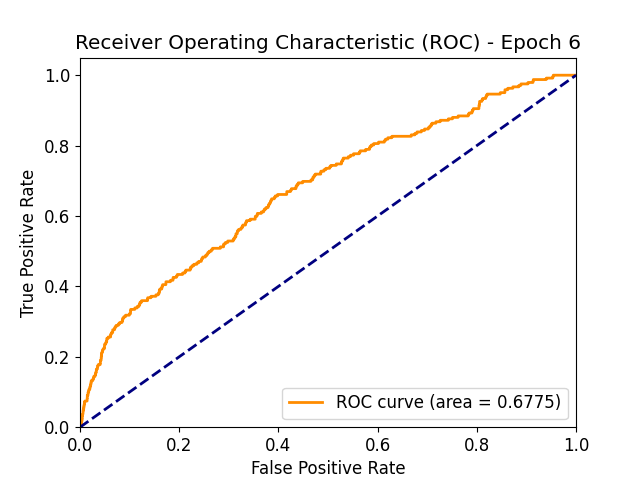 Receiver Operating Characteristic (ROC) - Epoch 6
1.0
0.8
0.6
0.4
0.2
0.0
True Positive Rate
ROC curve (area = 0.6775)
0.0 0.2 0.4 0.6 0.8 1.0
False Positive Rate